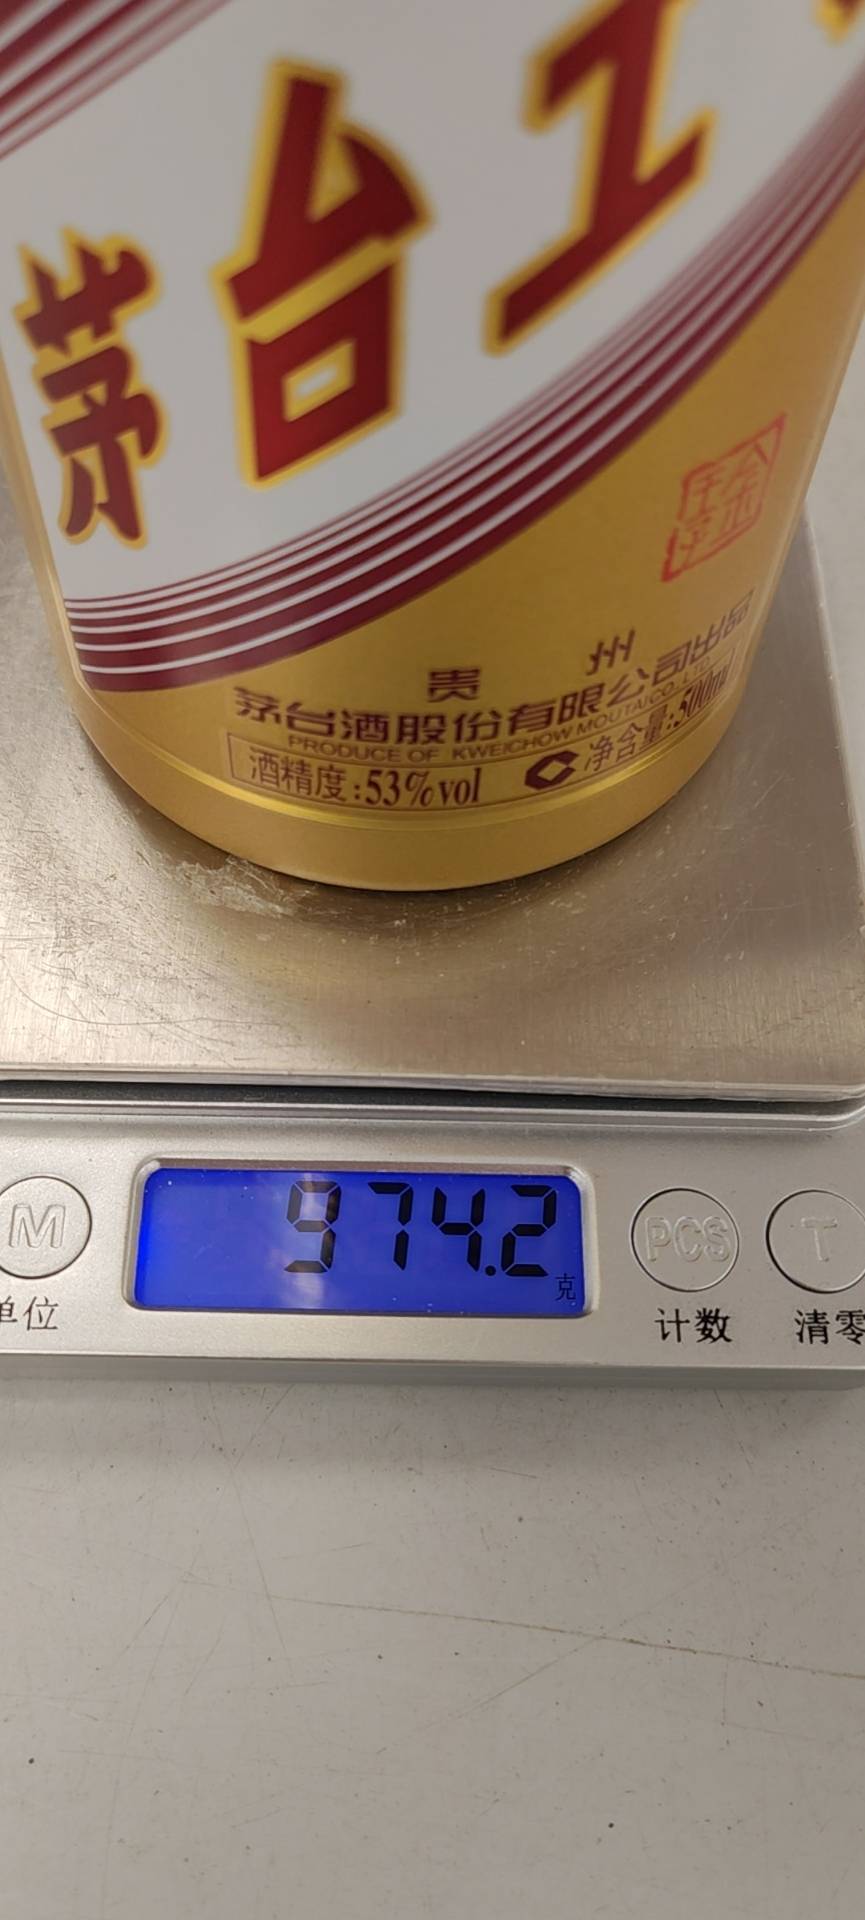 茅台王
贵州
茅台酒股份有限公司出品
PRODUCE OF KWEICHOW MOUTAI CO., LTD.
酒精度:53%vol
净含量:500ml
974.2
克
M
PCS
T
单位
计数
清零